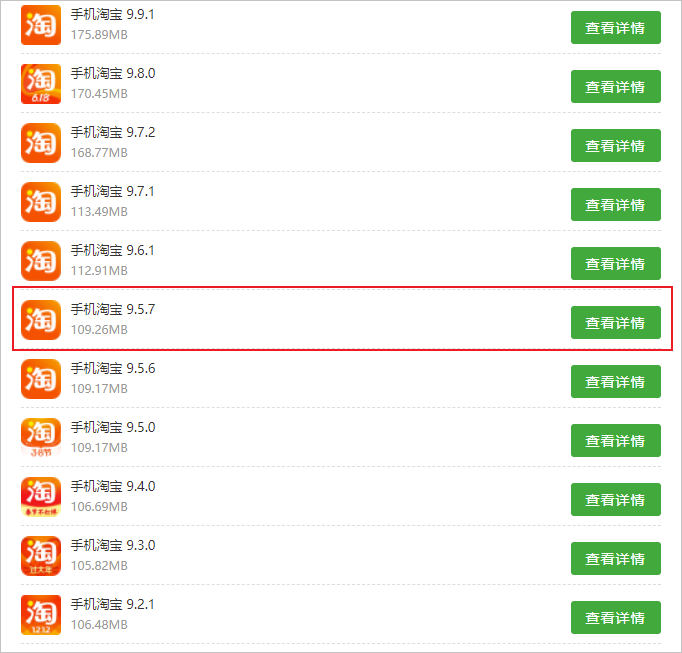 淘
手机淘宝 9.9.1
175.89MB
查看详情
淘
6.18
手机淘宝 9.8.0
170.45MB
查看详情
淘
手机淘宝 9.7.2
168.77MB
查看详情
淘
手机淘宝 9.7.1
113.49MB
查看详情
淘
手机淘宝 9.6.1
112.91MB
查看详情
淘
手机淘宝 9.5.7
109.26MB
查看详情
淘
手机淘宝 9.5.6
109.17MB
查看详情
淘
38节
手机淘宝 9.5.0
109.17MB
查看详情
淘
春节不打烊
手机淘宝 9.4.0
106.69MB
查看详情
淘
过大年
手机淘宝 9.3.0
105.82MB
查看详情
淘
12.12
手机淘宝 9.2.1
106.48MB
查看详情